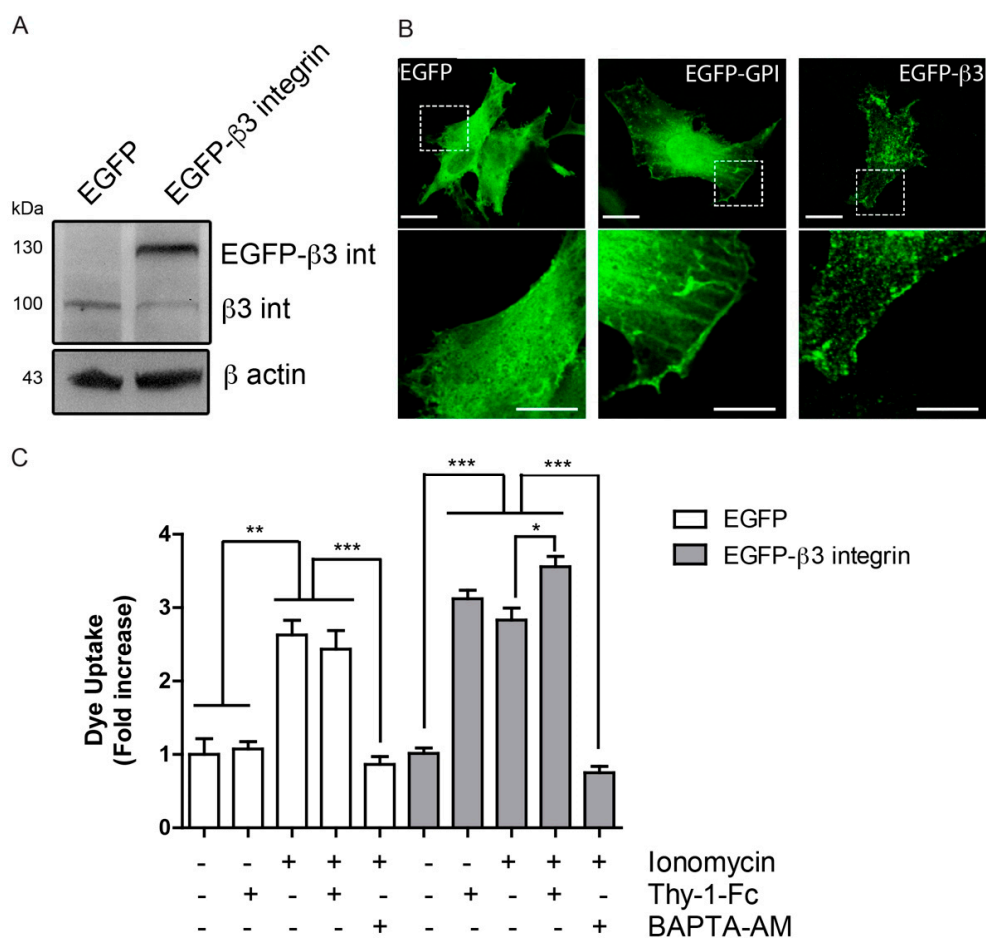 A
EGFP
EGFP-β3 integrin
kDa
130
EGFP-β3 int
100
β3 int
43
β actin
B
EGFP
EGFP-GPI
EGFP-β3
C
Dye Uptake
(Fold increase)
4
3
2
1
0
**
***
***
***
*
EGFP
EGFP-β3 integrin
- - + + + - - + + + Ionomycin
- + - + - - + - + - Thy-1-Fc
- - - - + - - - - + BAPTA-AM